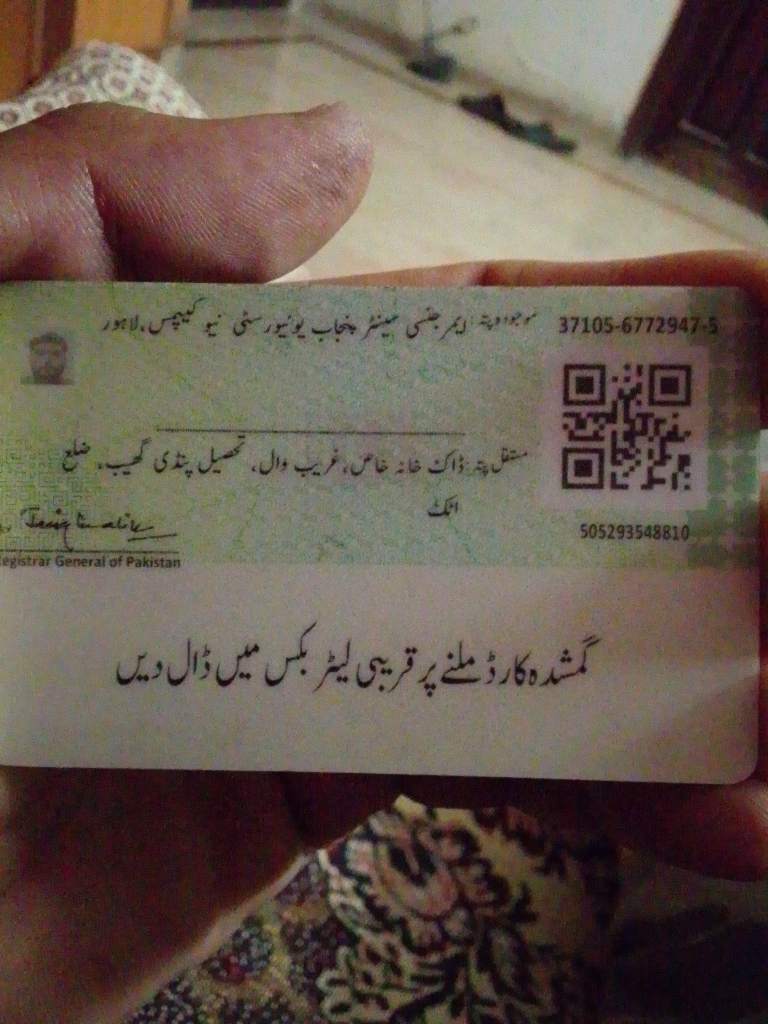 موجودہ پتہ: ایمرجنسی سینٹر پنجاب یونیورسٹی نیو کیمپس، لاہور
37105-6772947-5
مستقل پتہ: ڈاک خانہ خاص، غریب وال، تحصیل پنڈی گھیب، ضلع
اٹک
505293548810
Registrar General of Pakistan
گمشدہ کارڈ ملنے پر قریبی لیٹر بکس میں ڈال دیں